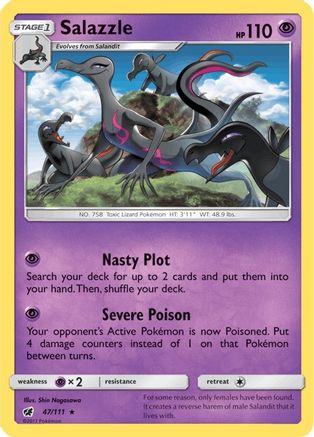 STAGE 1 Salazzle HP 110
Evolves from Salandit
NO. 758 Toxic Lizard Pokémon HT: 3'11" WT: 48.9 lbs.
Nasty Plot
Search your deck for up to 2 cards and put them into
your hand. Then, shuffle your deck.
Severe Poison
Your opponent's Active Pokémon is now Poisoned. Put
4 damage counters instead of 1 on that Pokémon
between turns.
weakness ×2 resistance retreat
Illus. Shin Nagasawa
For some reason, only females have been found.
It creates a reverse harem of male Salandit that it lives with.
47/111 ★
©2017 Pokémon